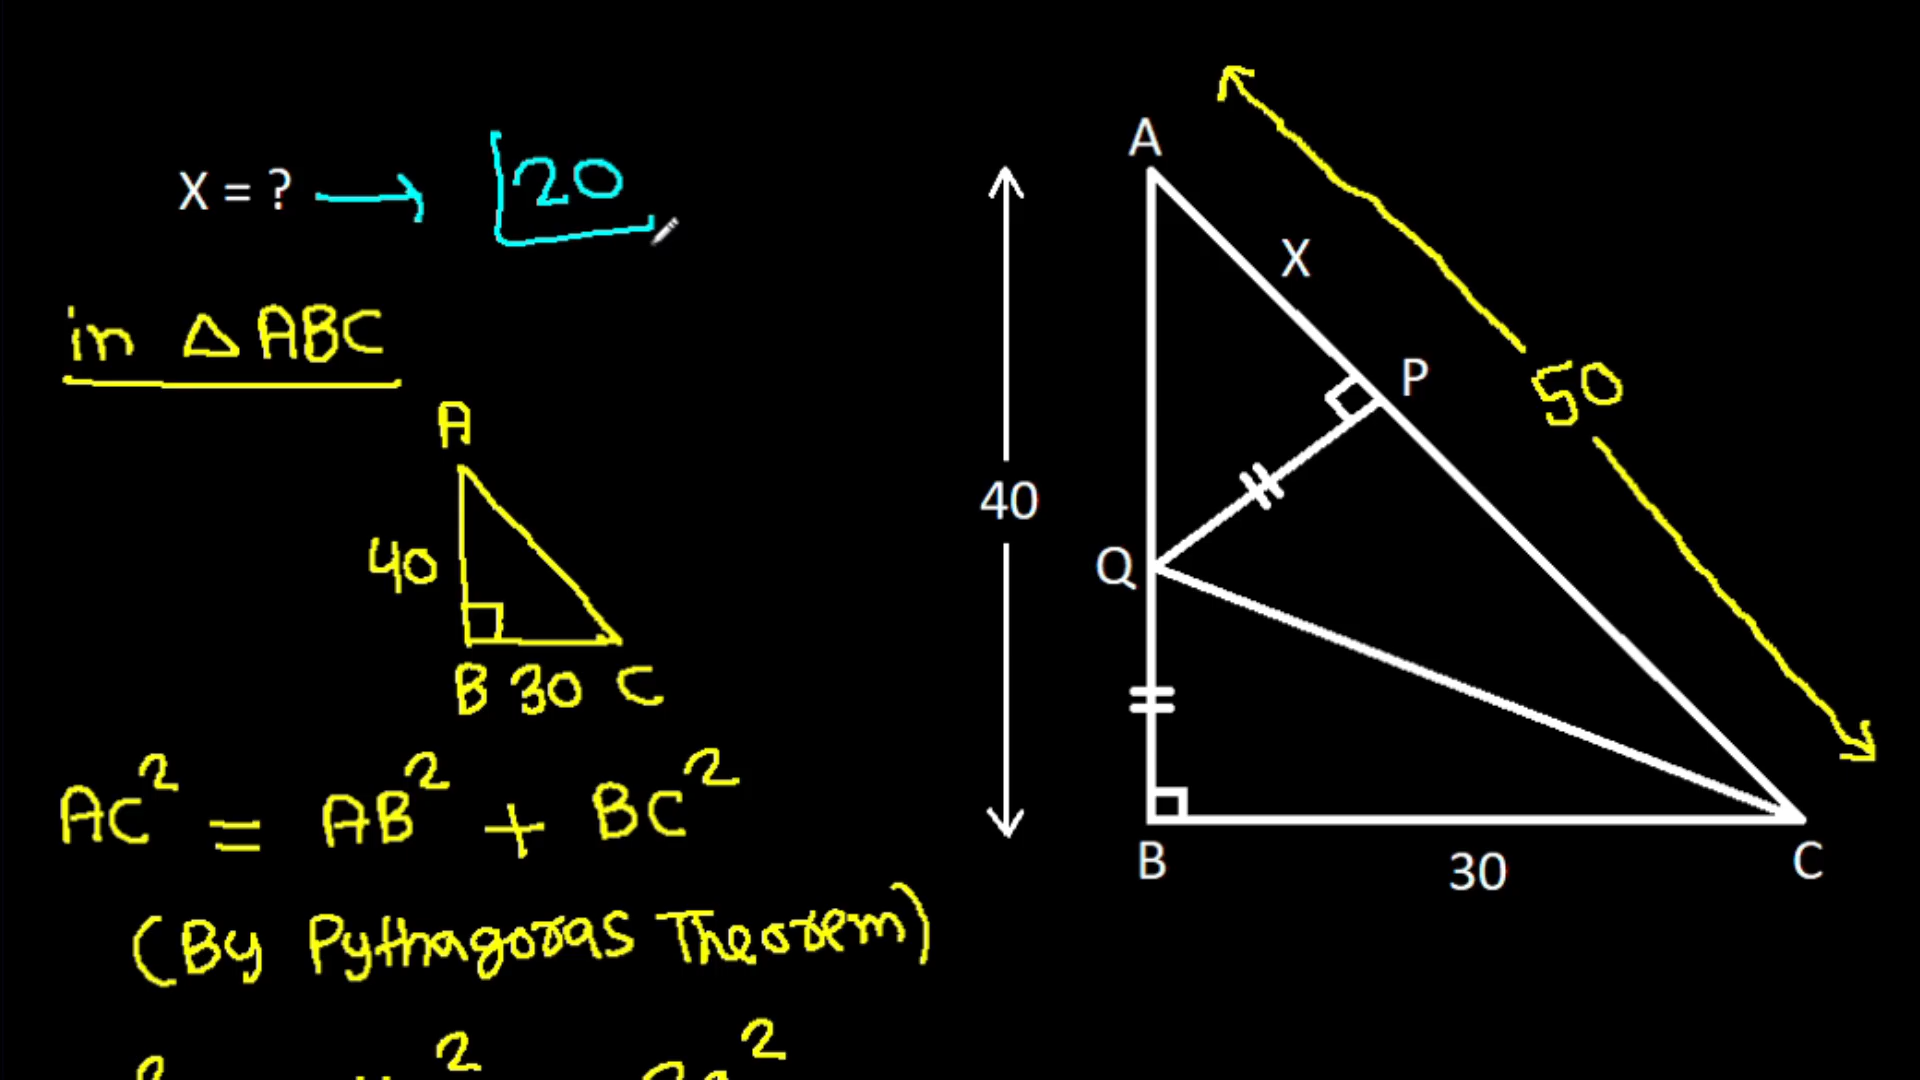 X = ? → 20
in △ ABC
A
40
B 30 C
AC² = AB² + BC²
(By Pythagoras Theorem)
A
X
P
50
40
Q
B
30
C